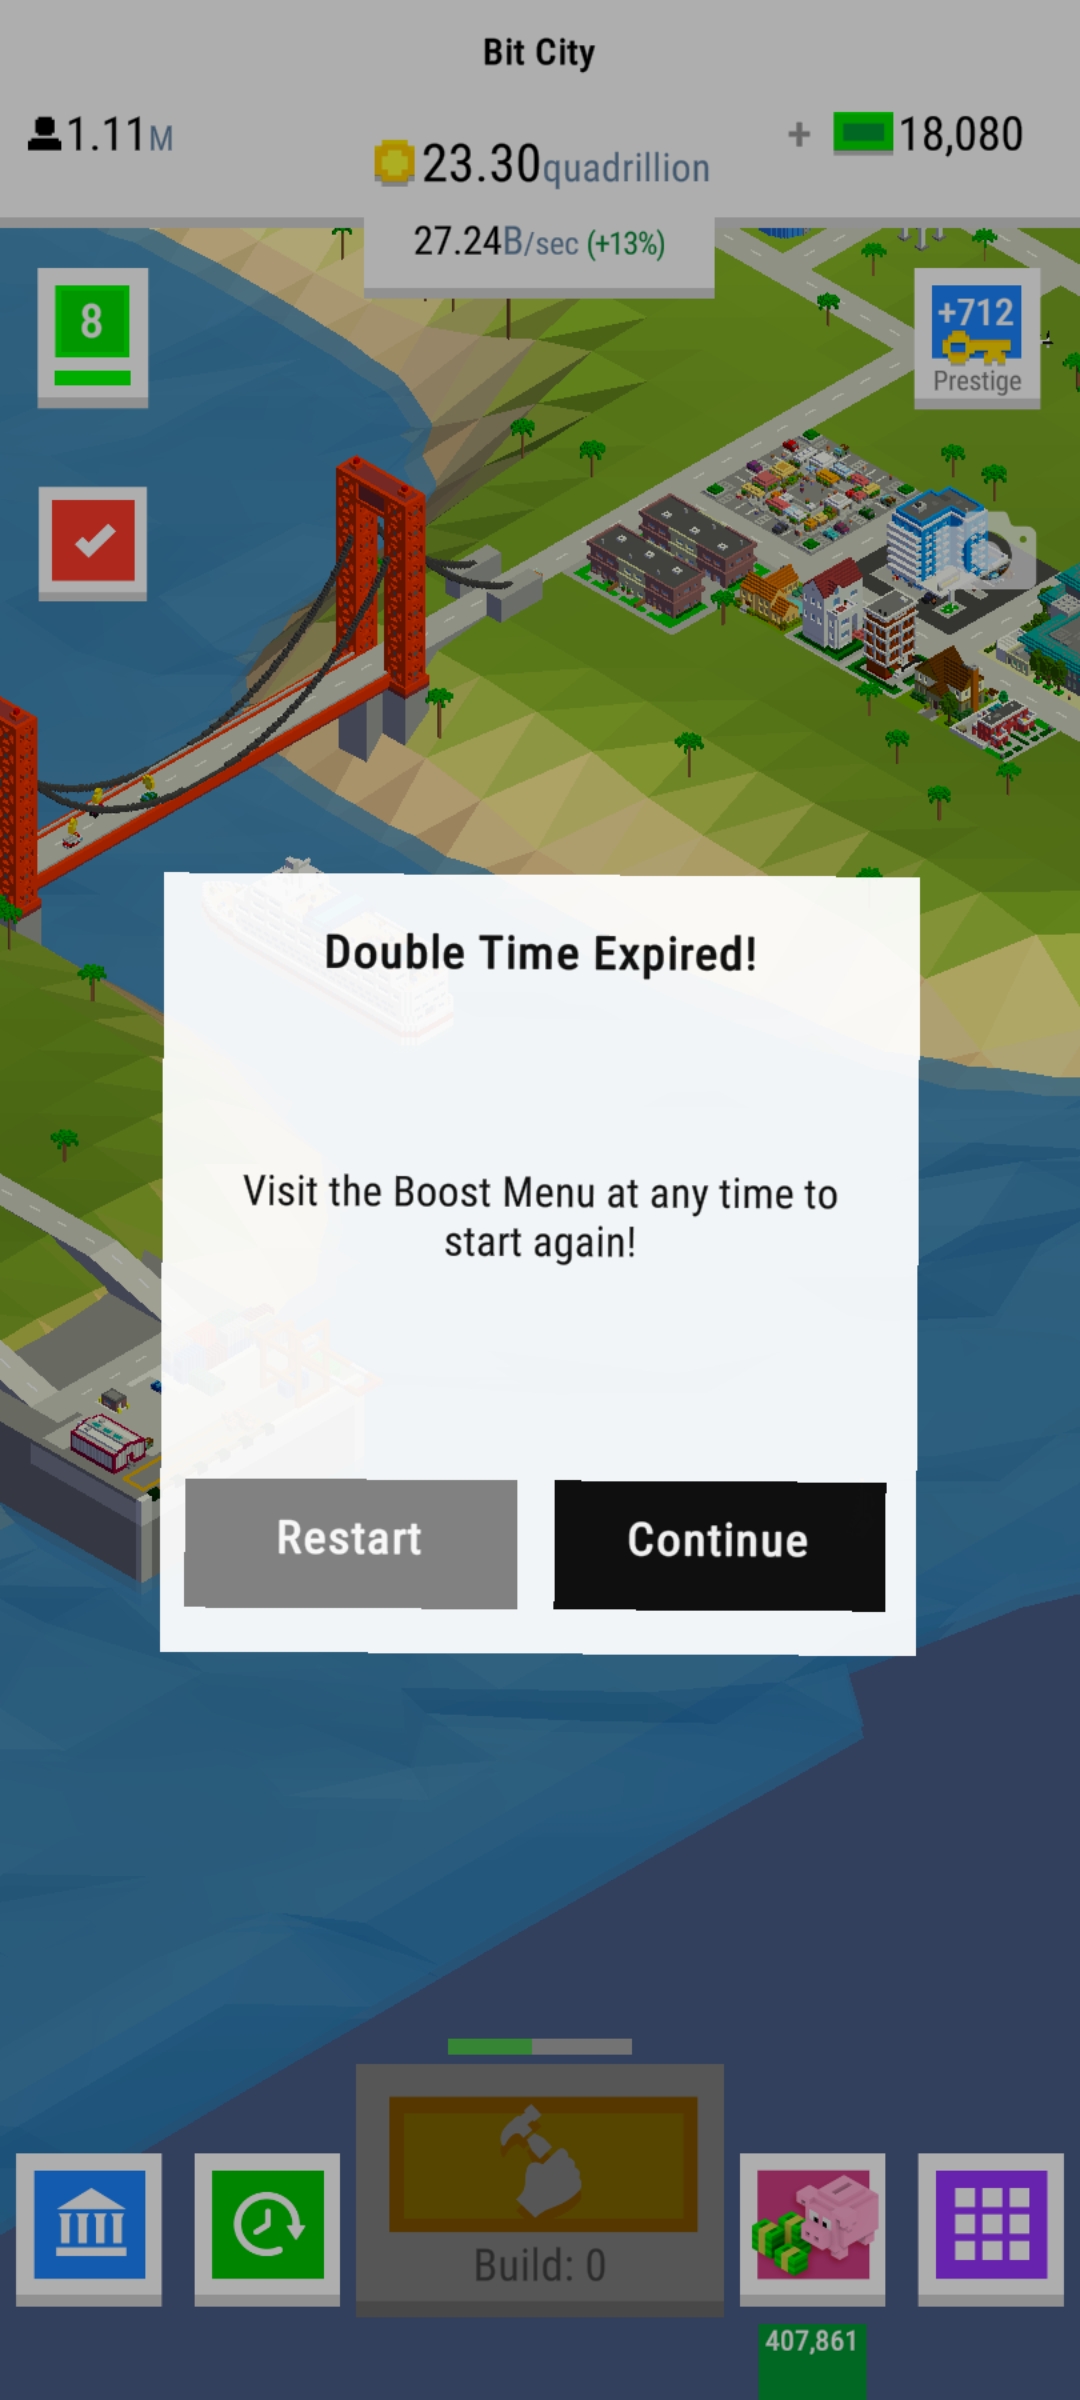 Bit City
1.11M
23.30quadrillion
+ 18,080
27.24B/sec (+13%)
8
+712
Prestige
Double Time Expired!
Visit the Boost Menu at any time to
start again!
Restart
Continue
Build: 0
407,861